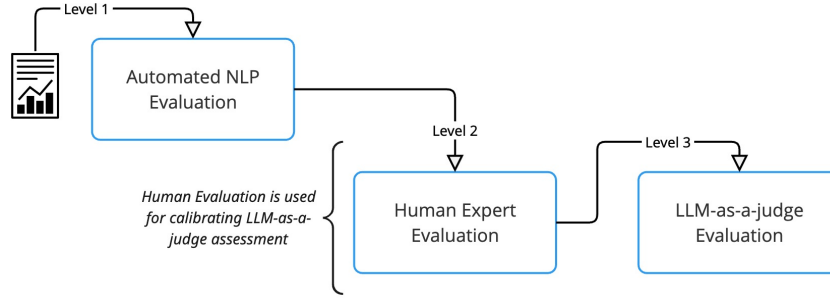 Level 1
Automated NLP
Evaluation
Level 2
Level 3
Human Evaluation is used
for calibrating LLM-as-a-
judge assessment
Human Expert
Evaluation
LLM-as-a-judge
Evaluation